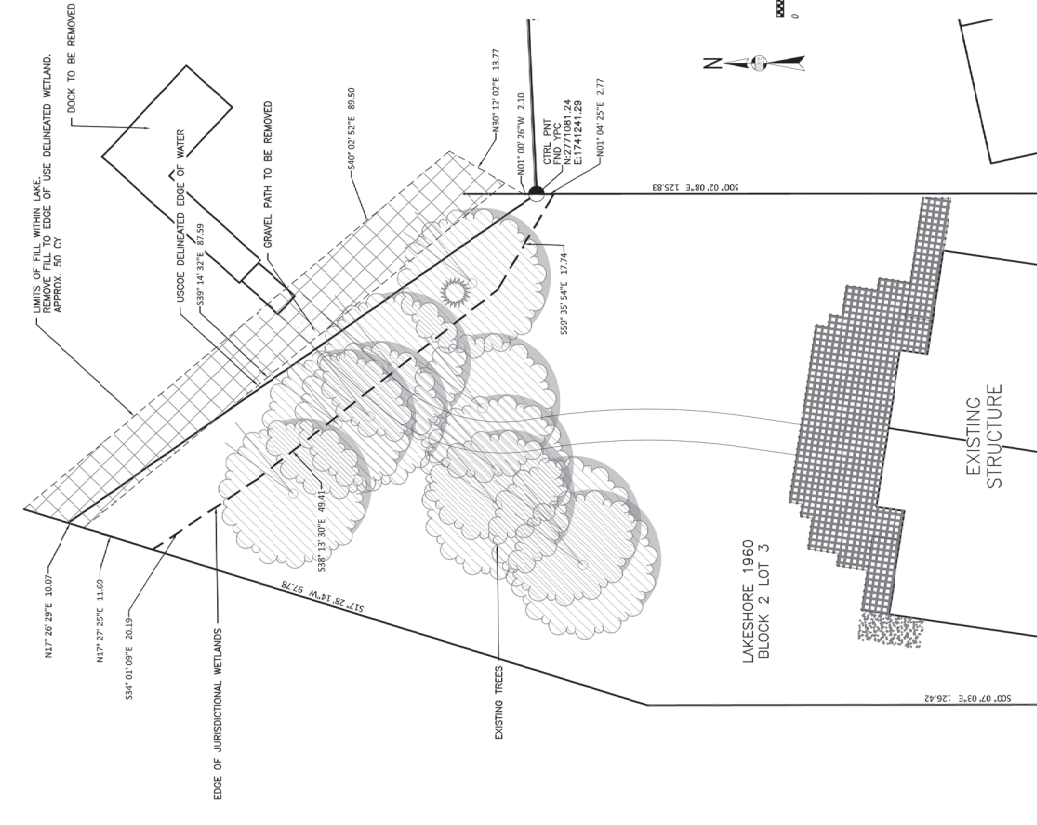 DOCK TO BE REMOVED
LIMITS OF FILL WITHIN LAKE.
REMOVE FILL TO EDGE OF USE DELINEATED WETLAND.
APPROX. 50 CY
USCOE DELINEATED EDGE OF WATER
S39° 14' 32"E 87.59
GRAVEL PATH TO BE REMOVED
S40° 02' 52"E 89.50
N30° 12' 02"E 13.77
N01° 00' 26"W 2.10
CTRL PNT
FND YPC
N:2771081.24
E:1741241.29
N01° 04' 25"E 2.77
N
0
S00° 02' 08"E 125.83
S59° 35' 54"E 17.74
N17° 26' 29"E 10.07
N17° 27' 25"E 11.69
S34° 01' 09"E 20.19
S38° 13' 30"E 49.41
S17° 28' 14"W 57.78
EDGE OF JURISDICTIONAL WETLANDS
EXISTING TREES
LAKESHORE 1960
BLOCK 2 LOT 3
EXISTING
STRUCTURE
S00° 07' 03"E 126.42